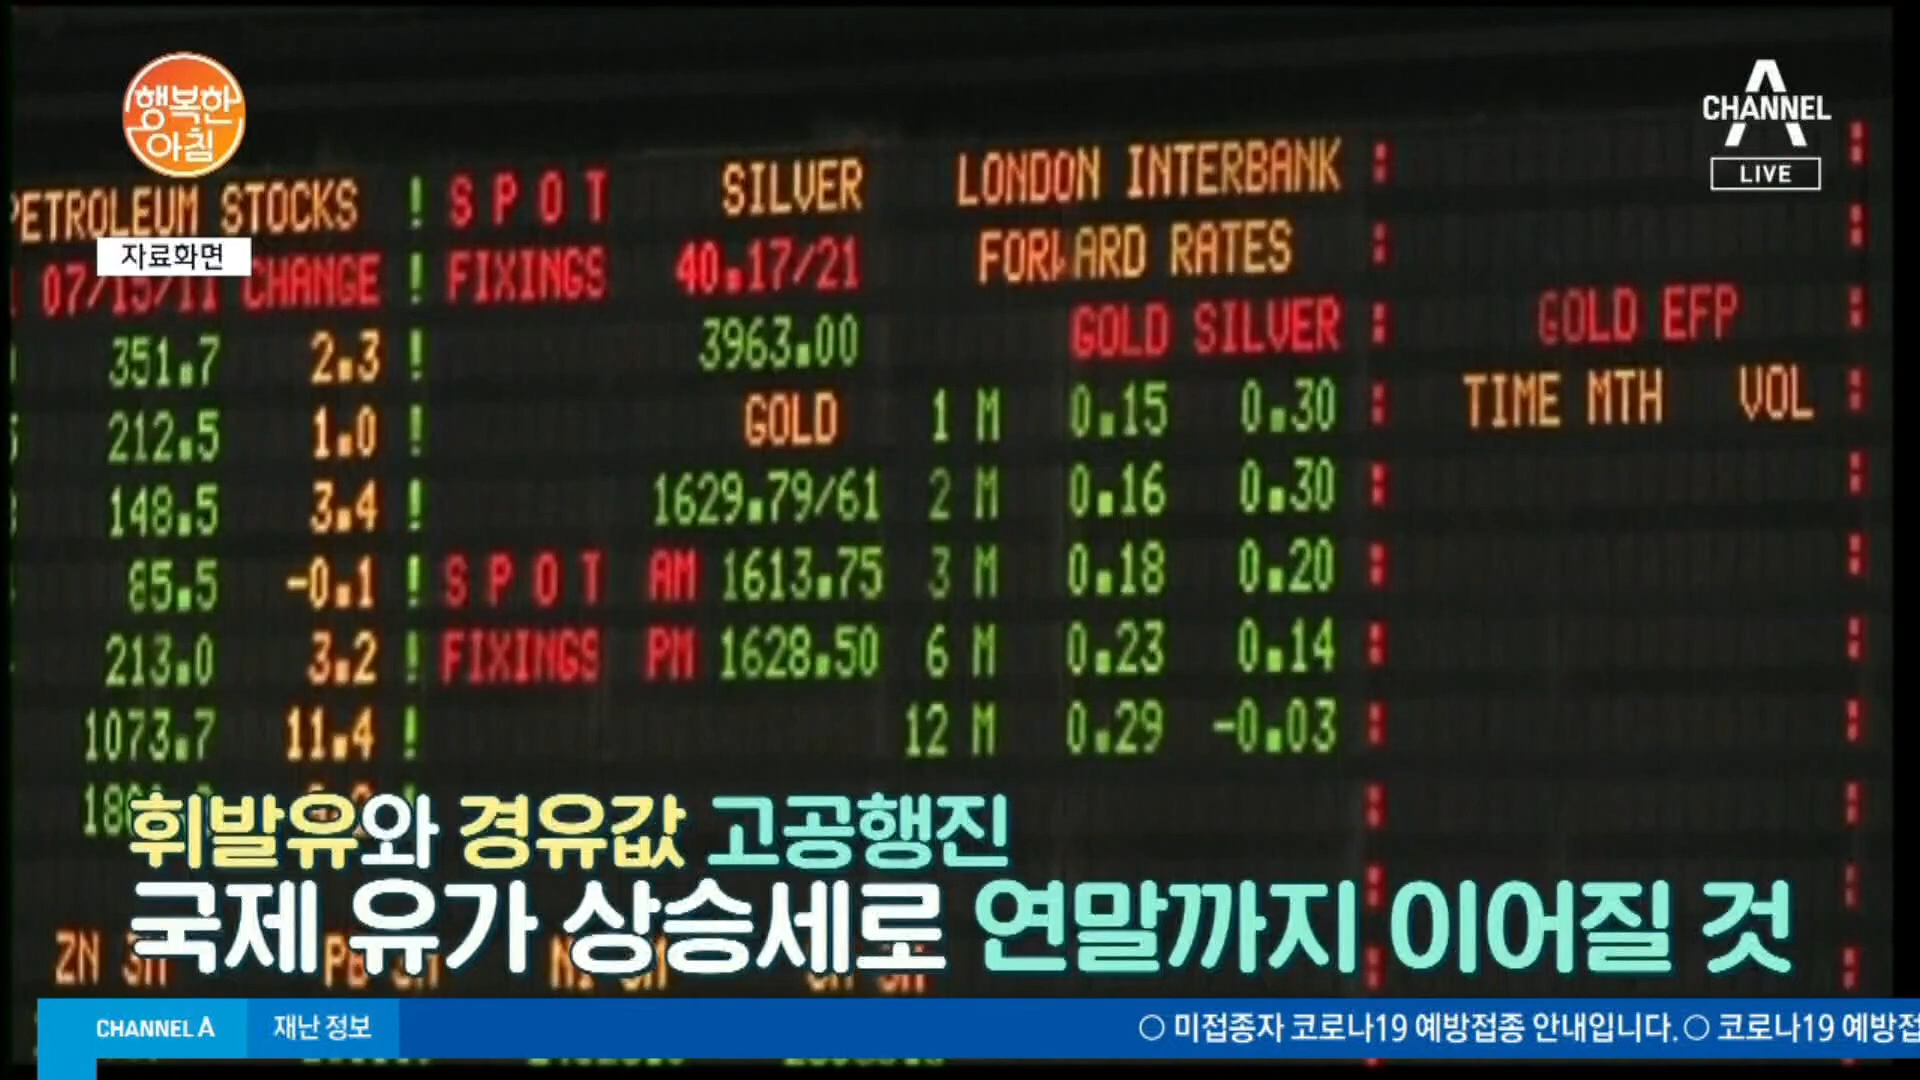 행복한
아침
CHANNEL A
LIVE
PETROLEUM STOCKS ! SPOT SILVER LONDON INTERBANK
자료화면
FORWARD RATES
07/15/11 CHANGE ! FIXINGS 40.17/21
GOLD SILVER GOLD EFP
351.7 2.3 ! 3963.00
TIME MTH VOL
212.5 1.0 ! GOLD 1 M 0.15 0.30
148.5 3.4 ! 1629.79/61 2 M 0.16 0.30
85.5 -0.1 ! SPOT AM 1613.75 3 M 0.18 0.20
213.0 3.2 ! FIXINGS PM 1628.50 6 M 0.23 0.14
1073.7 11.4 ! 12 M 0.29 -0.03
휘발유와 경유값 고공행진
국제 유가 상승세로 연말까지 이어질 것
ZN
CHANNEL A 재난 정보 ○ 미접종자 코로나19 예방접종 안내입니다. ○ 코로나19 예방접